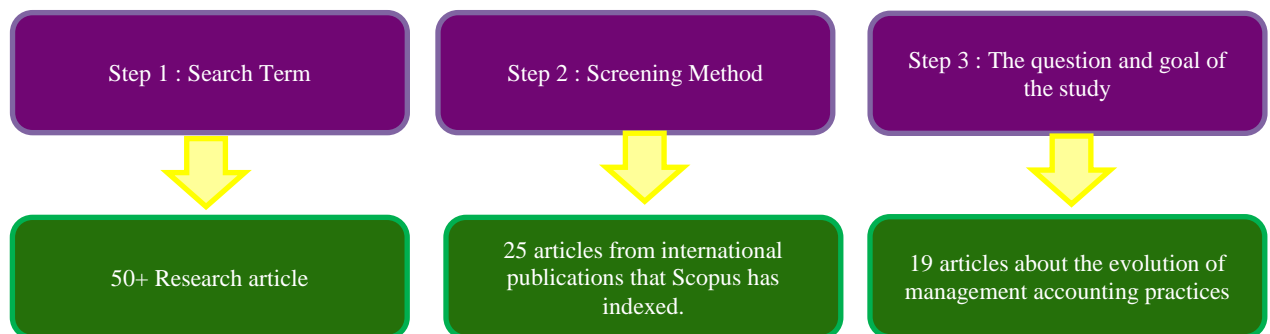 Step 1 : Search Term
Step 2 : Screening Method
Step 3 : The question and goal of
the study
50+ Research article
25 articles from international
publications that Scopus has
indexed.
19 articles about the evolution of
management accounting practices